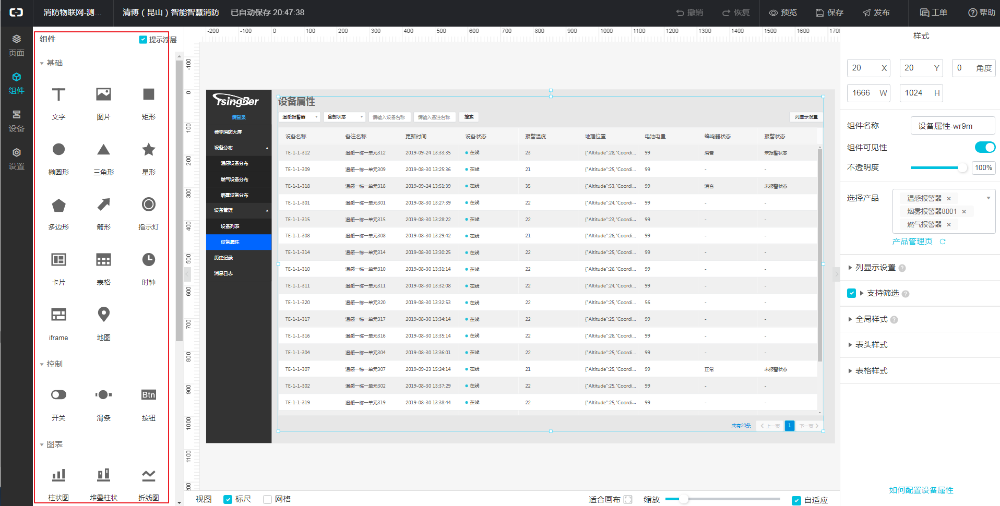 消防物联网-测... 清博（昆山）智能智慧消防 已自动保存 20:47:38 撤销 恢复 预览 保存 发布 工单 帮助
页面
组件
设备
设置
组件 提示浮层
基础
文字 图片 矩形
椭圆形 三角形 星形
多边形 箭形 指示灯
卡片 表格 时钟
iframe 地图
控制
开关 滑条 按钮
Btn
图表
柱状图 堆叠柱状 折线图
-200 -100 0 100 200 300 400 500 600 700 800 900 1000 1100 1200 1300 1400 1500 1600 1700
-100
0
100
200
300
400
500
600
700
800
900
1000
1100
TsingBer
请登录
楼宇消防大屏
设备分布
温感设备分布
燃气设备分布
烟雾设备分布
设备管理
设备列表
设备属性
历史记录
消息日志
设备属性
温感报警器 全部状态 请输入设备名称 请输入备注名称 搜索 列显示设置
设备名称 备注名称 更新时间 设备状态 报警温度 地理位置 电池电量 蜂鸣器状态 报警状态
TE-1-1-312 温感一栋一单元312 2019-09-24 13:33:35 在线 23 {"Altitude":28,"Coordi... 99 消音 未报警状态
TE-1-1-309 温感一栋一单元309 2019-08-30 13:25:36 在线 21 {"Altitude":25,"Coordi... 99 - -
TE-1-1-318 温感一栋一单元318 2019-09-24 13:51:39 在线 35 {"Altitude":53,"Coordi... 99 消音 未报警状态
TE-1-1-301 温感一栋一单元301 2019-08-30 13:27:39 在线 22 {"Altitude":24,"Coordi... 99 - -
TE-1-1-315 温感一栋一单元315 2019-08-30 13:28:22 在线 22 {"Altitude":23,"Coordi... 99 - -
TE-1-1-308 温感一栋一单元308 2019-08-30 13:29:42 在线 21 {"Altitude":26,"Coordi... 99 - -
TE-1-1-314 温感一栋一单元314 2019-08-30 13:30:25 在线 22 {"Altitude":25,"Coordi... 99 - -
TE-1-1-310 温感一栋一单元310 2019-08-30 13:31:14 在线 22 {"Altitude":26,"Coordi... 99 - -
TE-1-1-311 温感一栋一单元311 2019-08-30 13:32:08 在线 22 {"Altitude":24,"Coordi... 99 - -
TE-1-1-320 温感一栋一单元320 2019-08-30 13:32:53 在线 22 {"Altitude":25,"Coordi... 56 - -
TE-1-1-317 温感一栋一单元317 2019-08-30 13:34:14 在线 22 {"Altitude":25,"Coordi... 99 - -
TE-1-1-316 温感一栋一单元316 2019-08-30 13:35:14 在线 22 {"Altitude":26,"Coordi... 99 - -
TE-1-1-304 温感一栋一单元304 2019-08-30 13:36:01 在线 22 {"Altitude":25,"Coordi... 99 - -
TE-1-1-307 温感一栋一单元307 2019-09-23 15:24:14 在线 21 {"Altitude":25,"Coordi... 99 正常 未报警状态
TE-1-1-302 温感一栋一单元302 2019-08-30 13:37:29 在线 22 {"Altitude":25,"Coordi... 99 - -
TE-1-1-319 温感一栋一单元319 2019-08-30 13:38:44 在线 22 {"Altitude":25,"Coordi... 99 - -
共有20条 上一页 1 下一页
视图 标尺 网格 适合画布 缩放 自适应
样式
20 X 20 Y 0 角度
1666 W 1024 H
组件名称 设备属性-wr9m
组件可见性
不透明度 100%
选择产品 温感报警器 ×
烟雾报警器8001 ×
燃气报警器 ×
产品管理页
列显示设置 ?
支持筛选 ?
全局样式 ?
表头样式
表格样式
如何配置设备属性